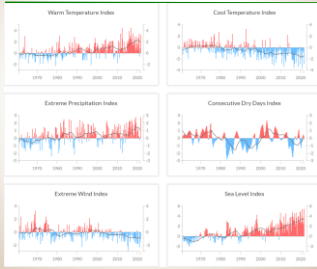 Warm Temperature Index
Cool Temperature Index
1970 1980 1990 2000 2010 2020
1970 1980 1990 2000 2010 2020
Extreme Precipitation Index
Consecutive Dry Days Index
1970 1980 1990 2000 2010 2020
1970 1980 1990 2000 2010 2020
Extreme Wind Index
Sea Level Index
1970 1980 1990 2000 2010 2020
1970 1980 1990 2000 2010 2020